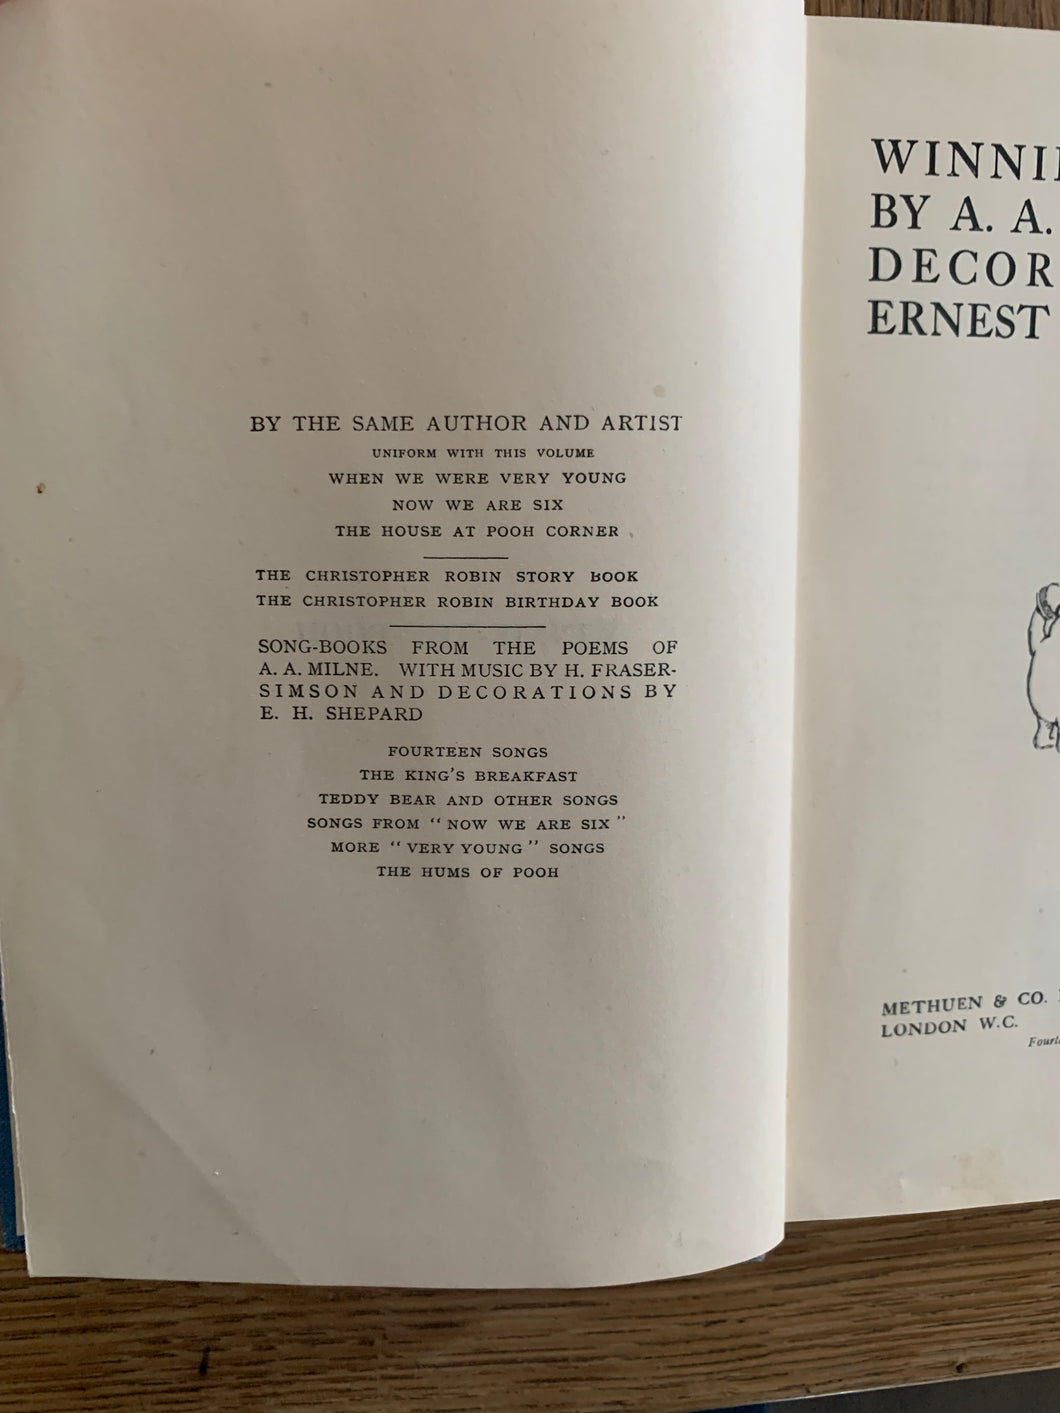 BY THE SAME AUTHOR AND ARTIST
UNIFORM WITH THIS VOLUME
WHEN WE WERE VERY YOUNG
NOW WE ARE SIX
THE HOUSE AT POOH CORNER
THE CHRISTOPHER ROBIN STORY BOOK
THE CHRISTOPHER ROBIN BIRTHDAY BOOK
SONG-BOOKS FROM THE POEMS OF
A. A. MILNE. WITH MUSIC BY H. FRASER-
SIMSON AND DECORATIONS BY
E. H. SHEPARD
FOURTEEN SONGS
THE KING'S BREAKFAST
TEDDY BEAR AND OTHER SONGS
SONGS FROM "NOW WE ARE SIX"
MORE "VERY YOUNG" SONGS
THE HUMS OF POOH
WINNI
BY A. A.
DECOR
ERNEST
METHUEN & CO.
LONDON W.C.